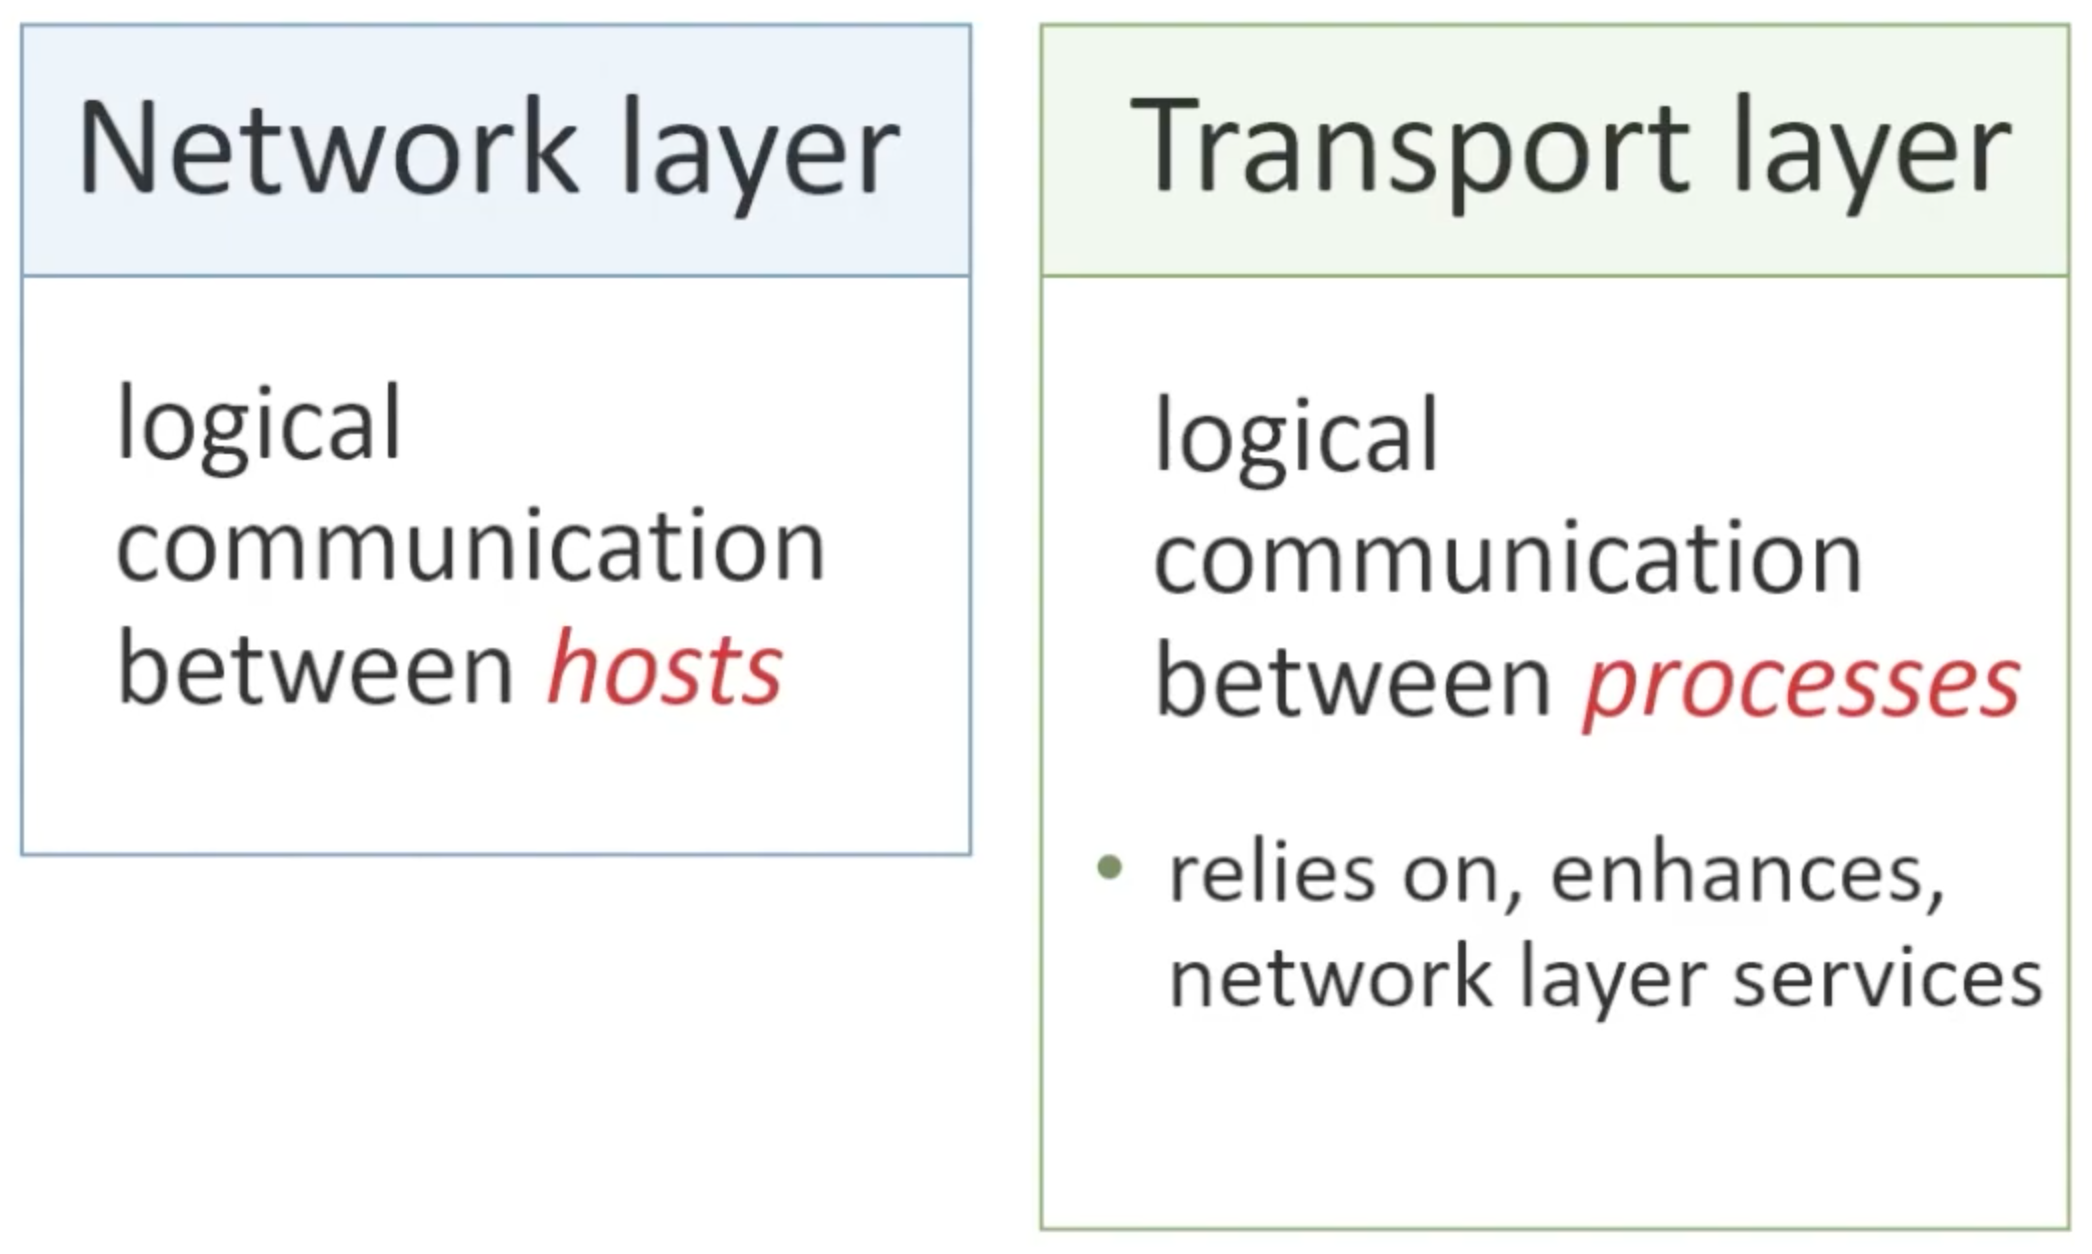 Network layer
logical
communication
between hosts
Transport layer
logical
communication
between processes
• relies on, enhances,
network layer services